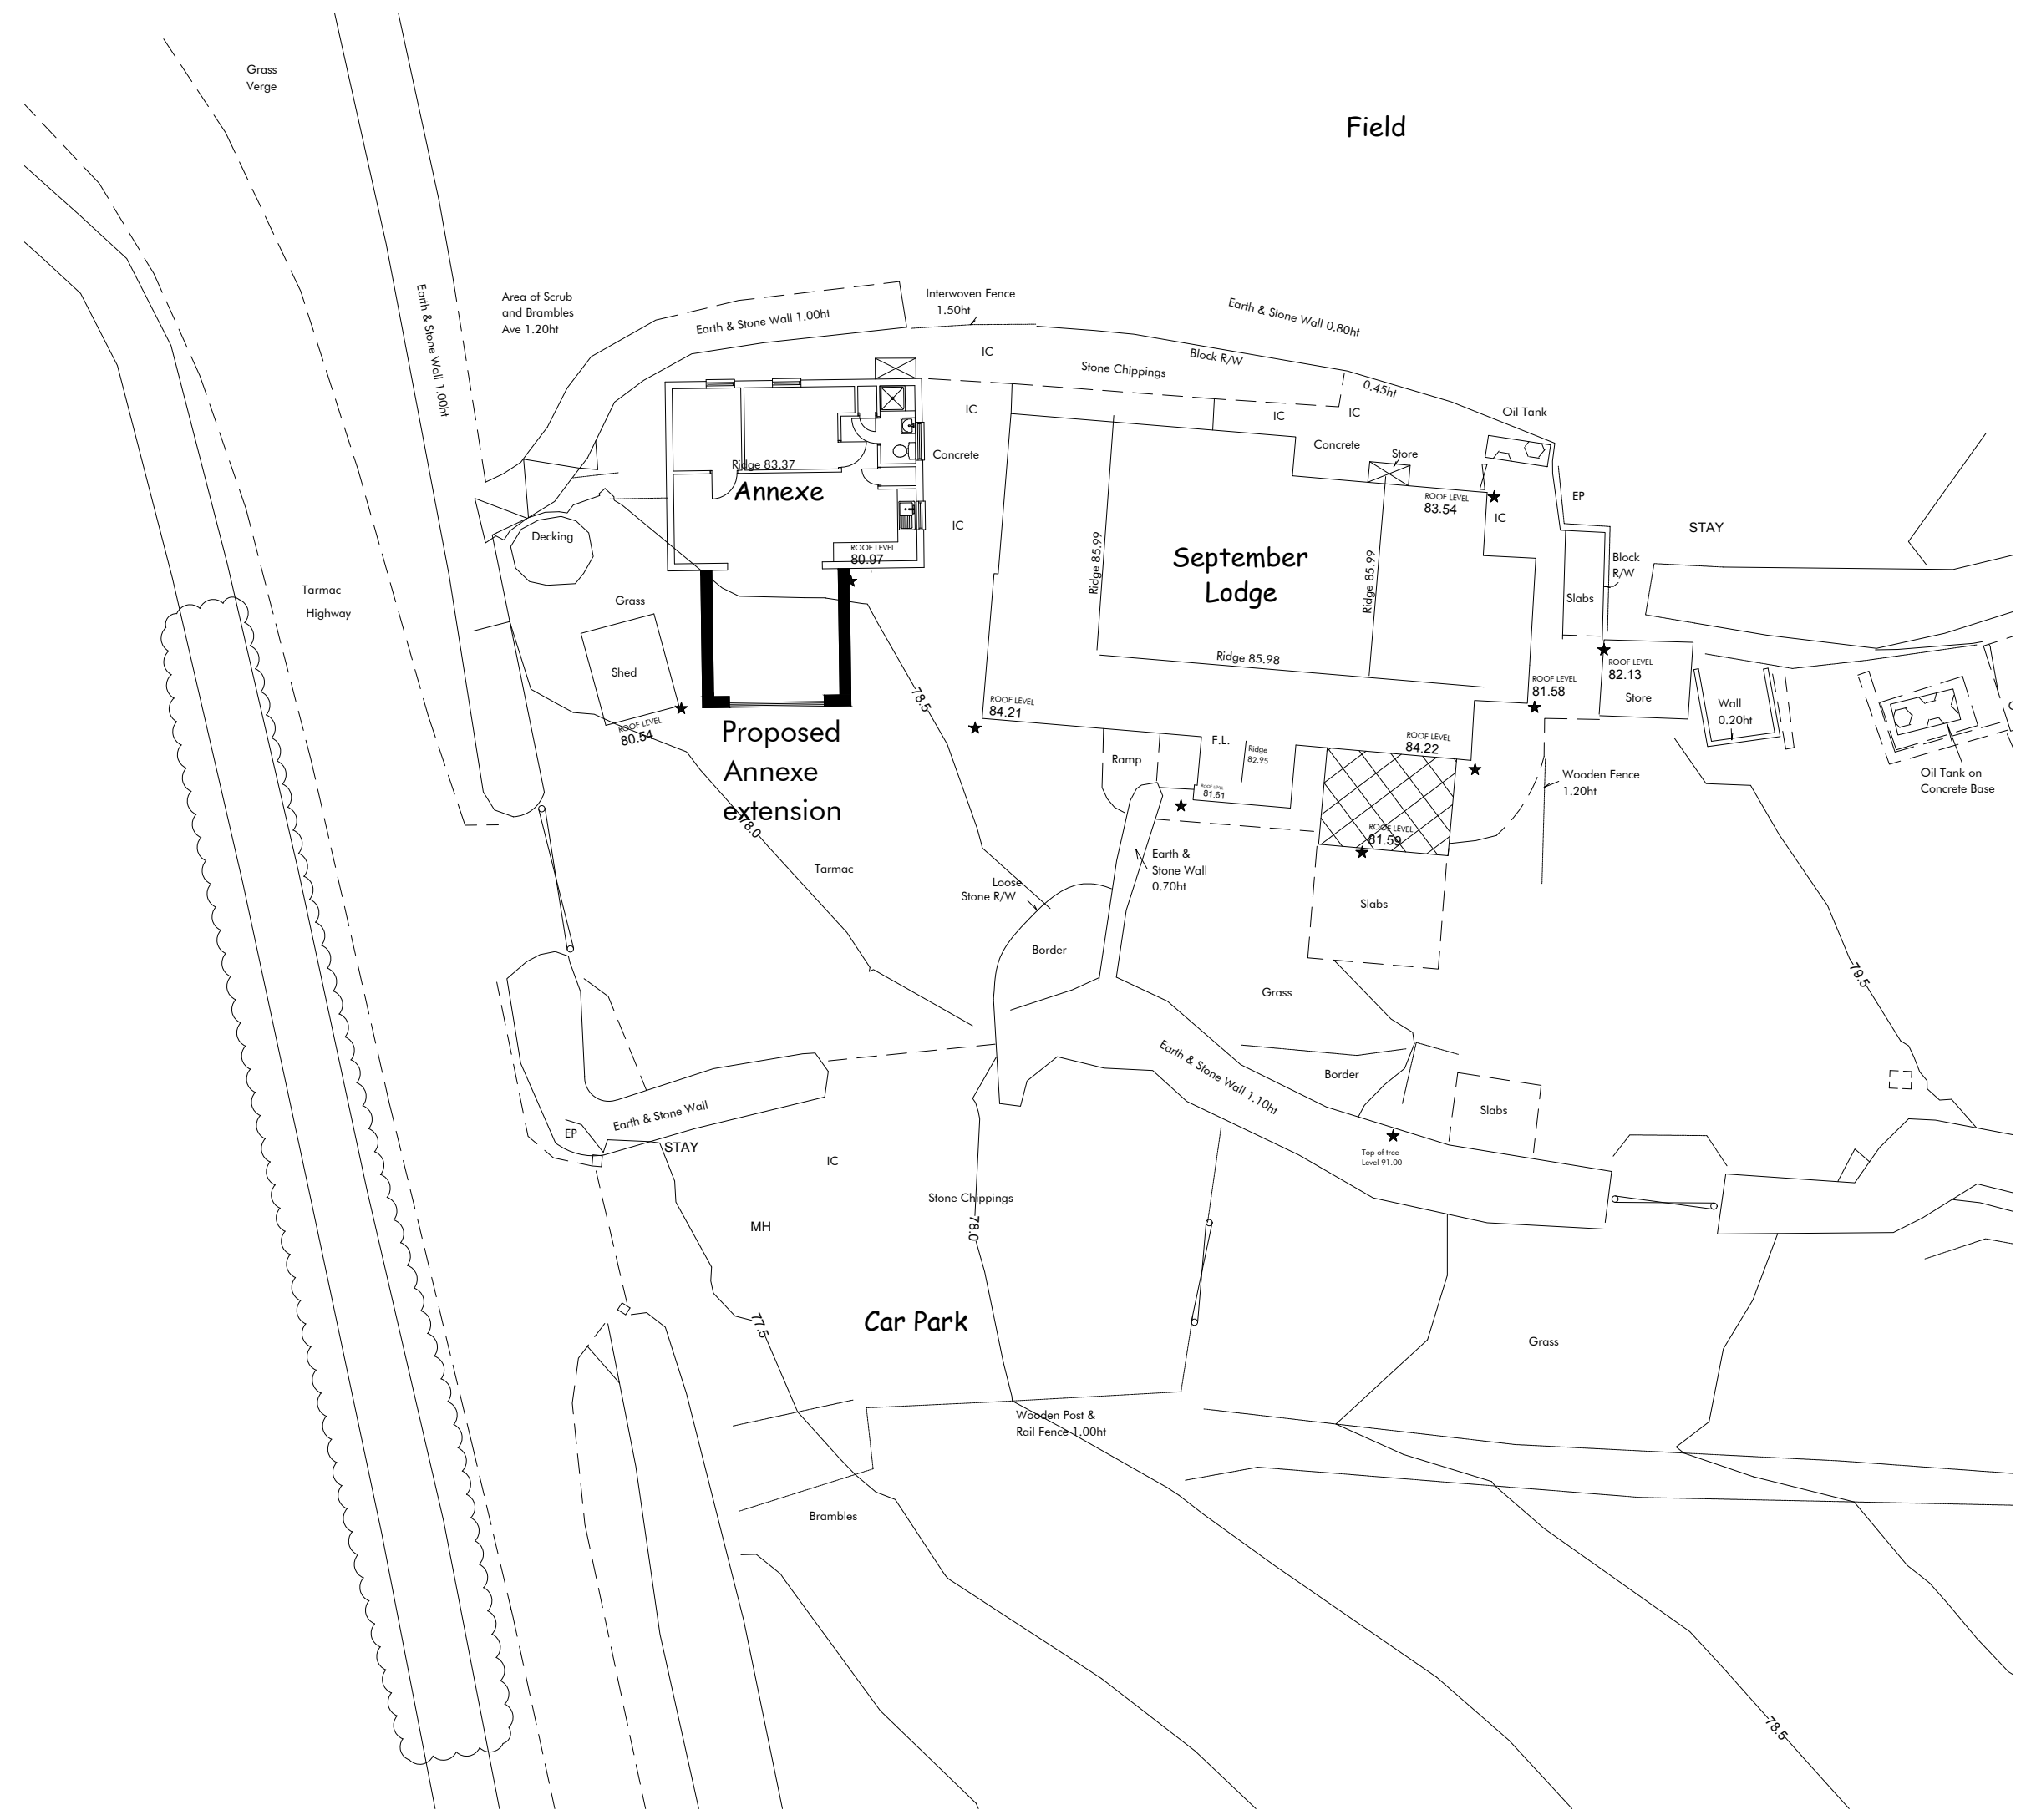 Grass
Verge
Field
Area of Scrub
and Brambles
Ave 1.20ht
Earth & Stone Wall 1.00ht
Earth & Stone Wall 1.00ht
Interwoven Fence
1.50ht
Earth & Stone Wall 0.80ht
IC
Stone Chippings
Block R/W
0.45ht
IC
IC
IC
Oil Tank
Concrete
Concrete
Store
Ridge 83.37
Annexe
ROOF LEVEL
83.54
EP
IC
IC
STAY
Decking
ROOF LEVEL
80.97
Ridge 85.99
September
Lodge
Ridge 85.99
Block
R/W
Slabs
Tarmac
Highway
Grass
Shed
Ridge 85.98
ROOF LEVEL
82.13
Store
ROOF LEVEL
81.58
78.5
ROOF LEVEL
84.21
Wall
0.20ht
ROOF LEVEL
80.54
Proposed
Annexe
extension
78.0
F.L.
Ridge
82.95
ROOF LEVEL
84.22
Ramp
ROOF LEVEL
81.61
Wooden Fence
1.20ht
Oil Tank on
Concrete Base
ROOF LEVEL
81.59
Tarmac
Earth &
Stone Wall
0.70ht
Loose
Stone R/W
Slabs
Border
79.5
Grass
Earth & Stone Wall 1.10ht
Border
Slabs
Earth & Stone Wall
EP
STAY
IC
Top of tree
Level 91.00
Stone Chippings
MH
78.0
Car Park
77.5
Grass
Wooden Post &
Rail Fence 1.00ht
Brambles
78.5